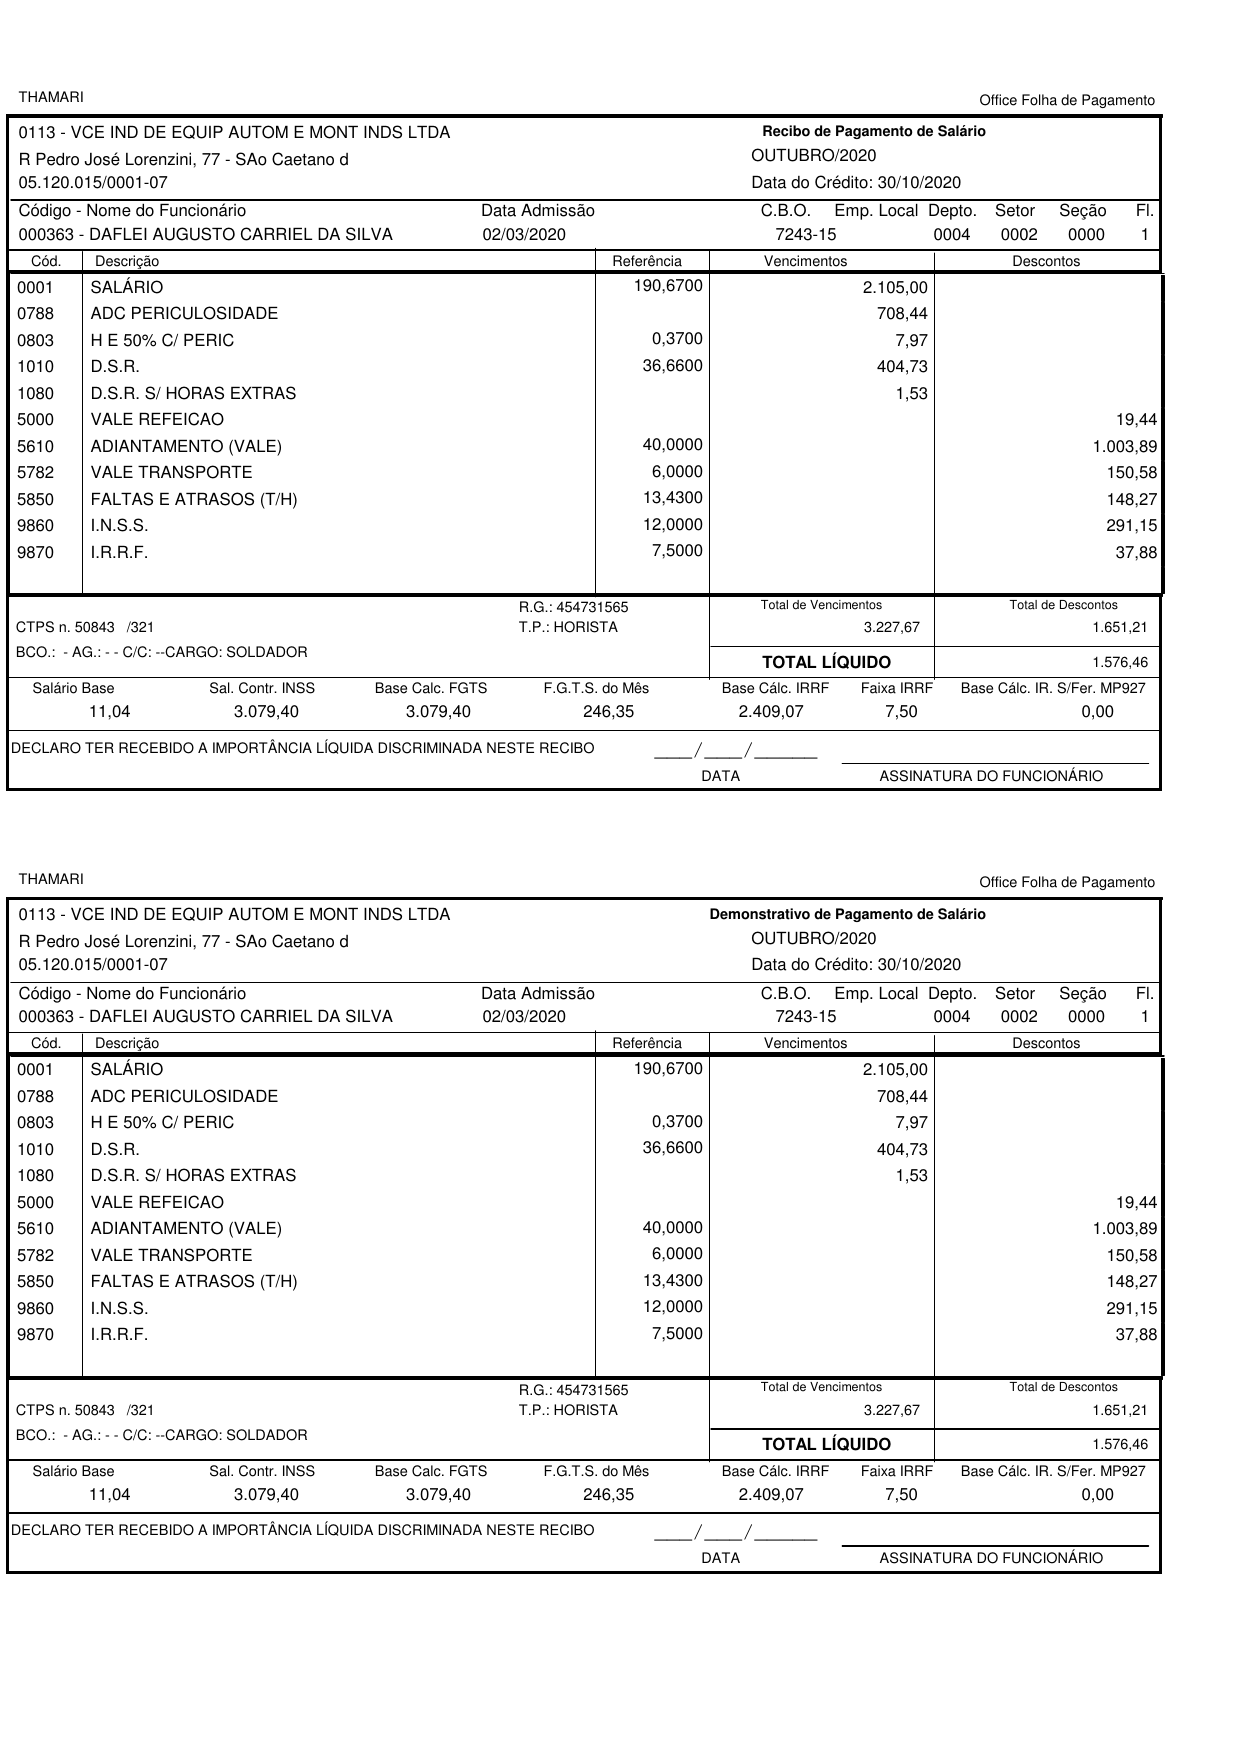 THAMARI
Office Folha de Pagamento
0113 - VCE IND DE EQUIP AUTOM E MONT INDS LTDA Recibo de Pagamento de Salário
R Pedro José Lorenzini, 77 - SAo Caetano d OUTUBRO/2020
05.120.015/0001-07 Data do Crédito: 30/10/2020
Código - Nome do Funcionário Data Admissão C.B.O. Emp. Local Depto. Setor Seção Fl.
000363 - DAFLEI AUGUSTO CARRIEL DA SILVA 02/03/2020 7243-15 0004 0002 0000 1
Cód. Descrição Referência Vencimentos Descontos
0001 SALÁRIO 190,6700 2.105,00
0788 ADC PERICULOSIDADE 708,44
0803 H E 50% C/ PERIC 0,3700 7,97
1010 D.S.R. 36,6600 404,73
1080 D.S.R. S/ HORAS EXTRAS 1,53
5000 VALE REFEICAO 19,44
5610 ADIANTAMENTO (VALE) 40,0000 1.003,89
5782 VALE TRANSPORTE 6,0000 150,58
5850 FALTAS E ATRASOS (T/H) 13,4300 148,27
9860 I.N.S.S. 12,0000 291,15
9870 I.R.R.F. 7,5000 37,88
R.G.: 454731565 Total de Vencimentos Total de Descontos
CTPS n. 50843 /321 T.P.: HORISTA 3.227,67 1.651,21
BCO.: - AG.: - - C/C: --CARGO: SOLDADOR
TOTAL LÍQUIDO 1.576,46
Salário Base Sal. Contr. INSS Base Calc. FGTS F.G.T.S. do Mês Base Cálc. IRRF Faixa IRRF Base Cálc. IR. S/Fer. MP927
11,04 3.079,40 3.079,40 246,35 2.409,07 7,50 0,00
DECLARO TER RECEBIDO A IMPORTÂNCIA LÍQUIDA DISCRIMINADA NESTE RECIBO ____/____/______
DATA ASSINATURA DO FUNCIONÁRIO
THAMARI
Office Folha de Pagamento
0113 - VCE IND DE EQUIP AUTOM E MONT INDS LTDA Demonstrativo de Pagamento de Salário
R Pedro José Lorenzini, 77 - SAo Caetano d OUTUBRO/2020
05.120.015/0001-07 Data do Crédito: 30/10/2020
Código - Nome do Funcionário Data Admissão C.B.O. Emp. Local Depto. Setor Seção Fl.
000363 - DAFLEI AUGUSTO CARRIEL DA SILVA 02/03/2020 7243-15 0004 0002 0000 1
Cód. Descrição Referência Vencimentos Descontos
0001 SALÁRIO 190,6700 2.105,00
0788 ADC PERICULOSIDADE 708,44
0803 H E 50% C/ PERIC 0,3700 7,97
1010 D.S.R. 36,6600 404,73
1080 D.S.R. S/ HORAS EXTRAS 1,53
5000 VALE REFEICAO 19,44
5610 ADIANTAMENTO (VALE) 40,0000 1.003,89
5782 VALE TRANSPORTE 6,0000 150,58
5850 FALTAS E ATRASOS (T/H) 13,4300 148,27
9860 I.N.S.S. 12,0000 291,15
9870 I.R.R.F. 7,5000 37,88
R.G.: 454731565 Total de Vencimentos Total de Descontos
CTPS n. 50843 /321 T.P.: HORISTA 3.227,67 1.651,21
BCO.: - AG.: - - C/C: --CARGO: SOLDADOR
TOTAL LÍQUIDO 1.576,46
Salário Base Sal. Contr. INSS Base Calc. FGTS F.G.T.S. do Mês Base Cálc. IRRF Faixa IRRF Base Cálc. IR. S/Fer. MP927
11,04 3.079,40 3.079,40 246,35 2.409,07 7,50 0,00
DECLARO TER RECEBIDO A IMPORTÂNCIA LÍQUIDA DISCRIMINADA NESTE RECIBO ____/____/______
DATA ASSINATURA DO FUNCIONÁRIO